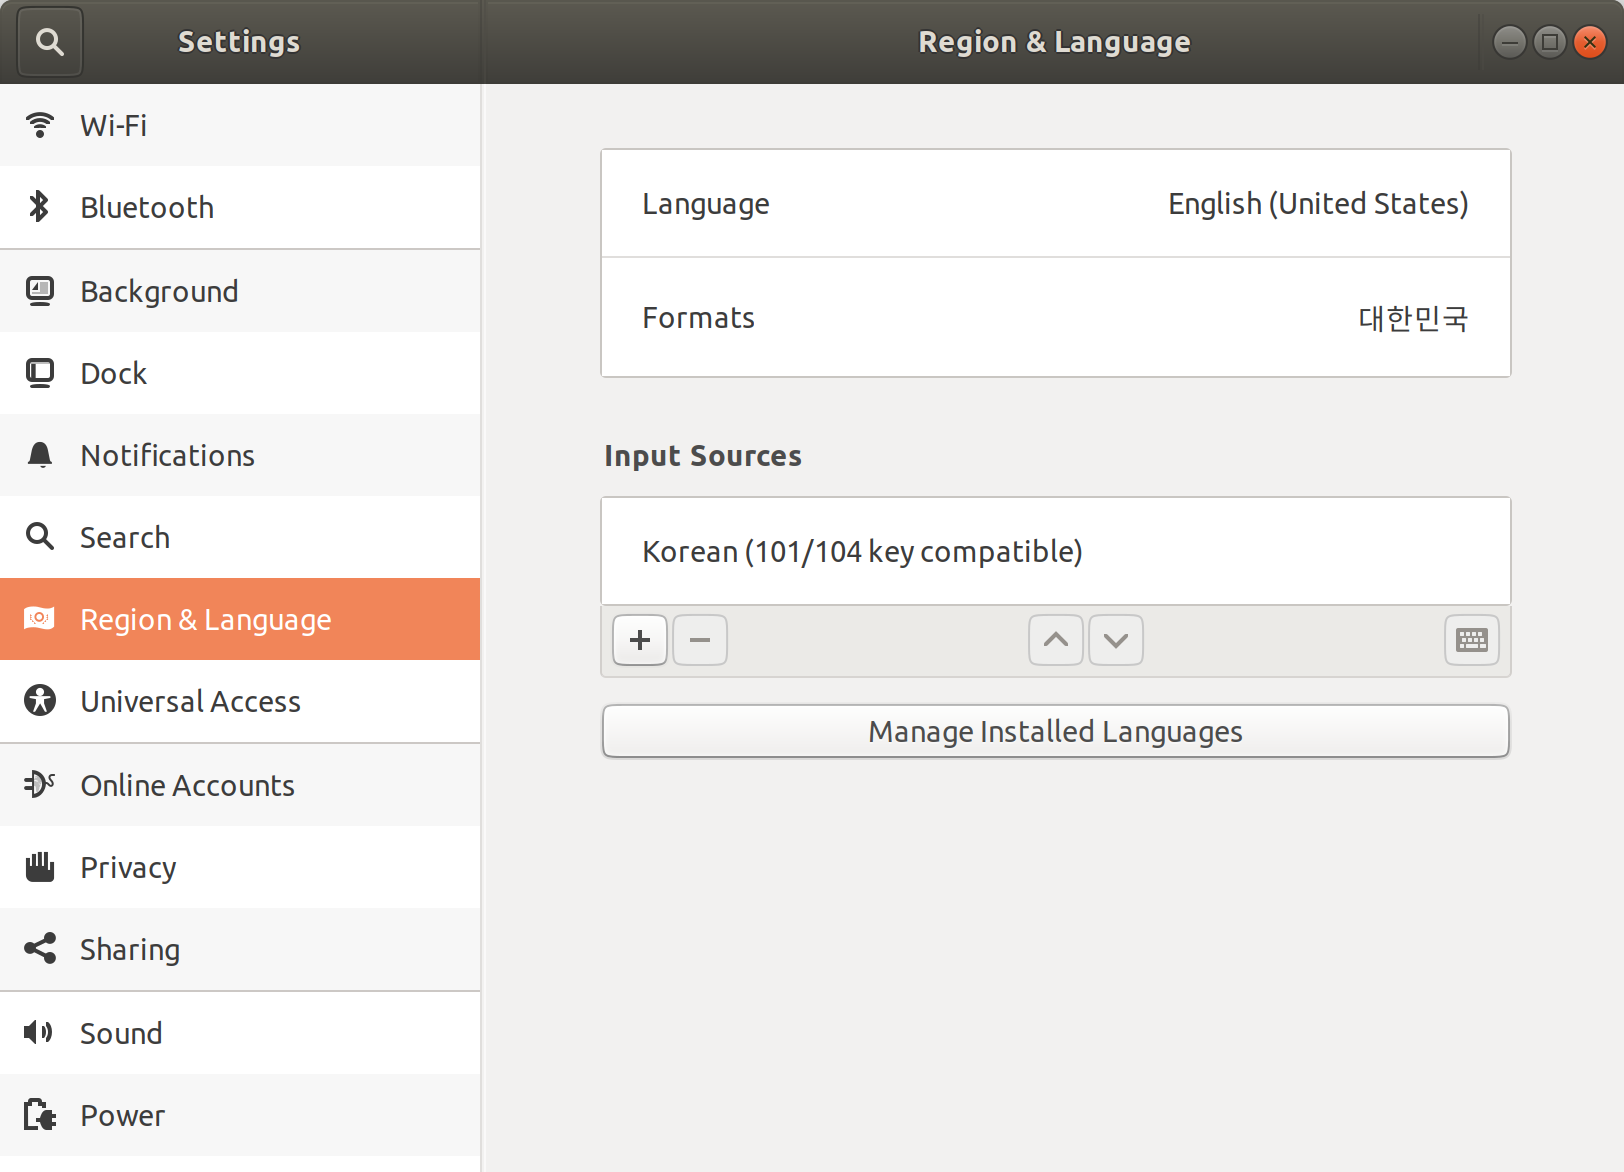 Settings
Region & Language
Wi-Fi
Bluetooth
Background
Dock
Notifications
Search
Region & Language
Universal Access
Online Accounts
Privacy
Sharing
Sound
Power
Language English (United States)
Formats 대한민국
Input Sources
Korean (101/104 key compatible)
Manage Installed Languages